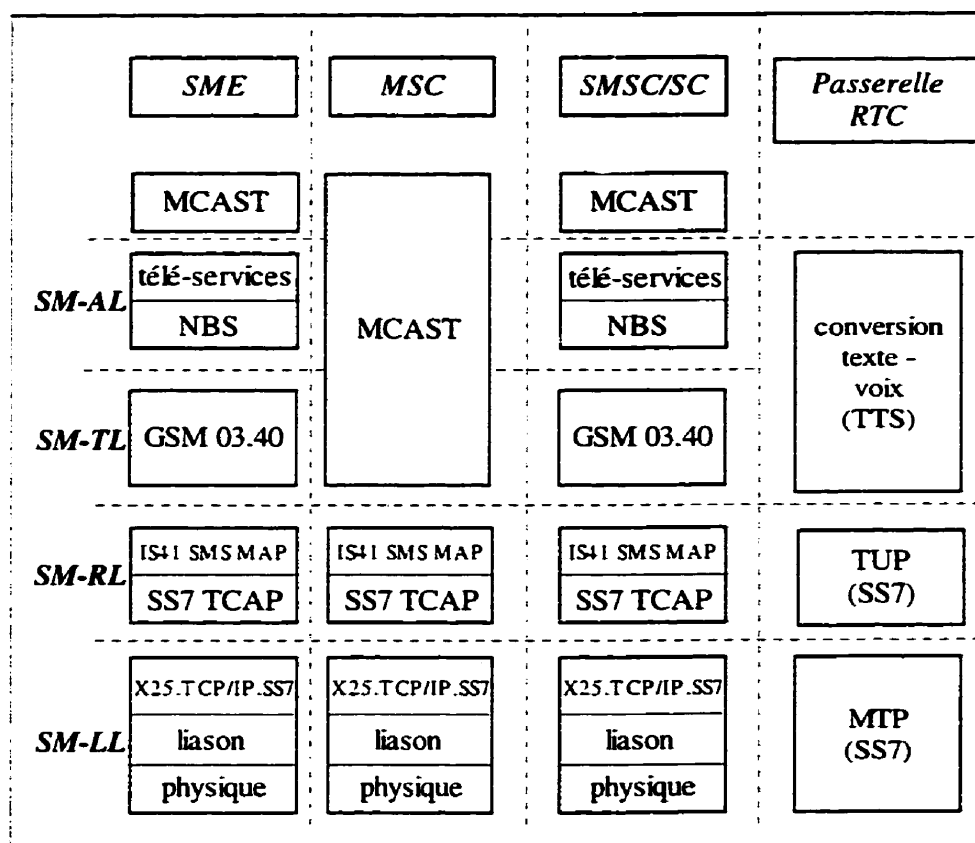 SME
MSC
SMSC/SC
Passerelle
RTC
MCAST
MCAST
SM-AL
télé-services
NBS
MCAST
télé-services
NBS
conversion
texte -
voix
(TTS)
SM-TL
GSM 03.40
GSM 03.40
SM-RL
IS41 SMS MAP
SS7 TCAP
IS41 SMS MAP
SS7 TCAP
IS41 SMS MAP
SS7 TCAP
TUP
(SS7)
SM-LL
X25.TCP/IP.SS7
liason
physique
X25.TCP/IP.SS7
liason
physique
X25.TCP/IP.SS7
liason
physique
MTP
(SS7)